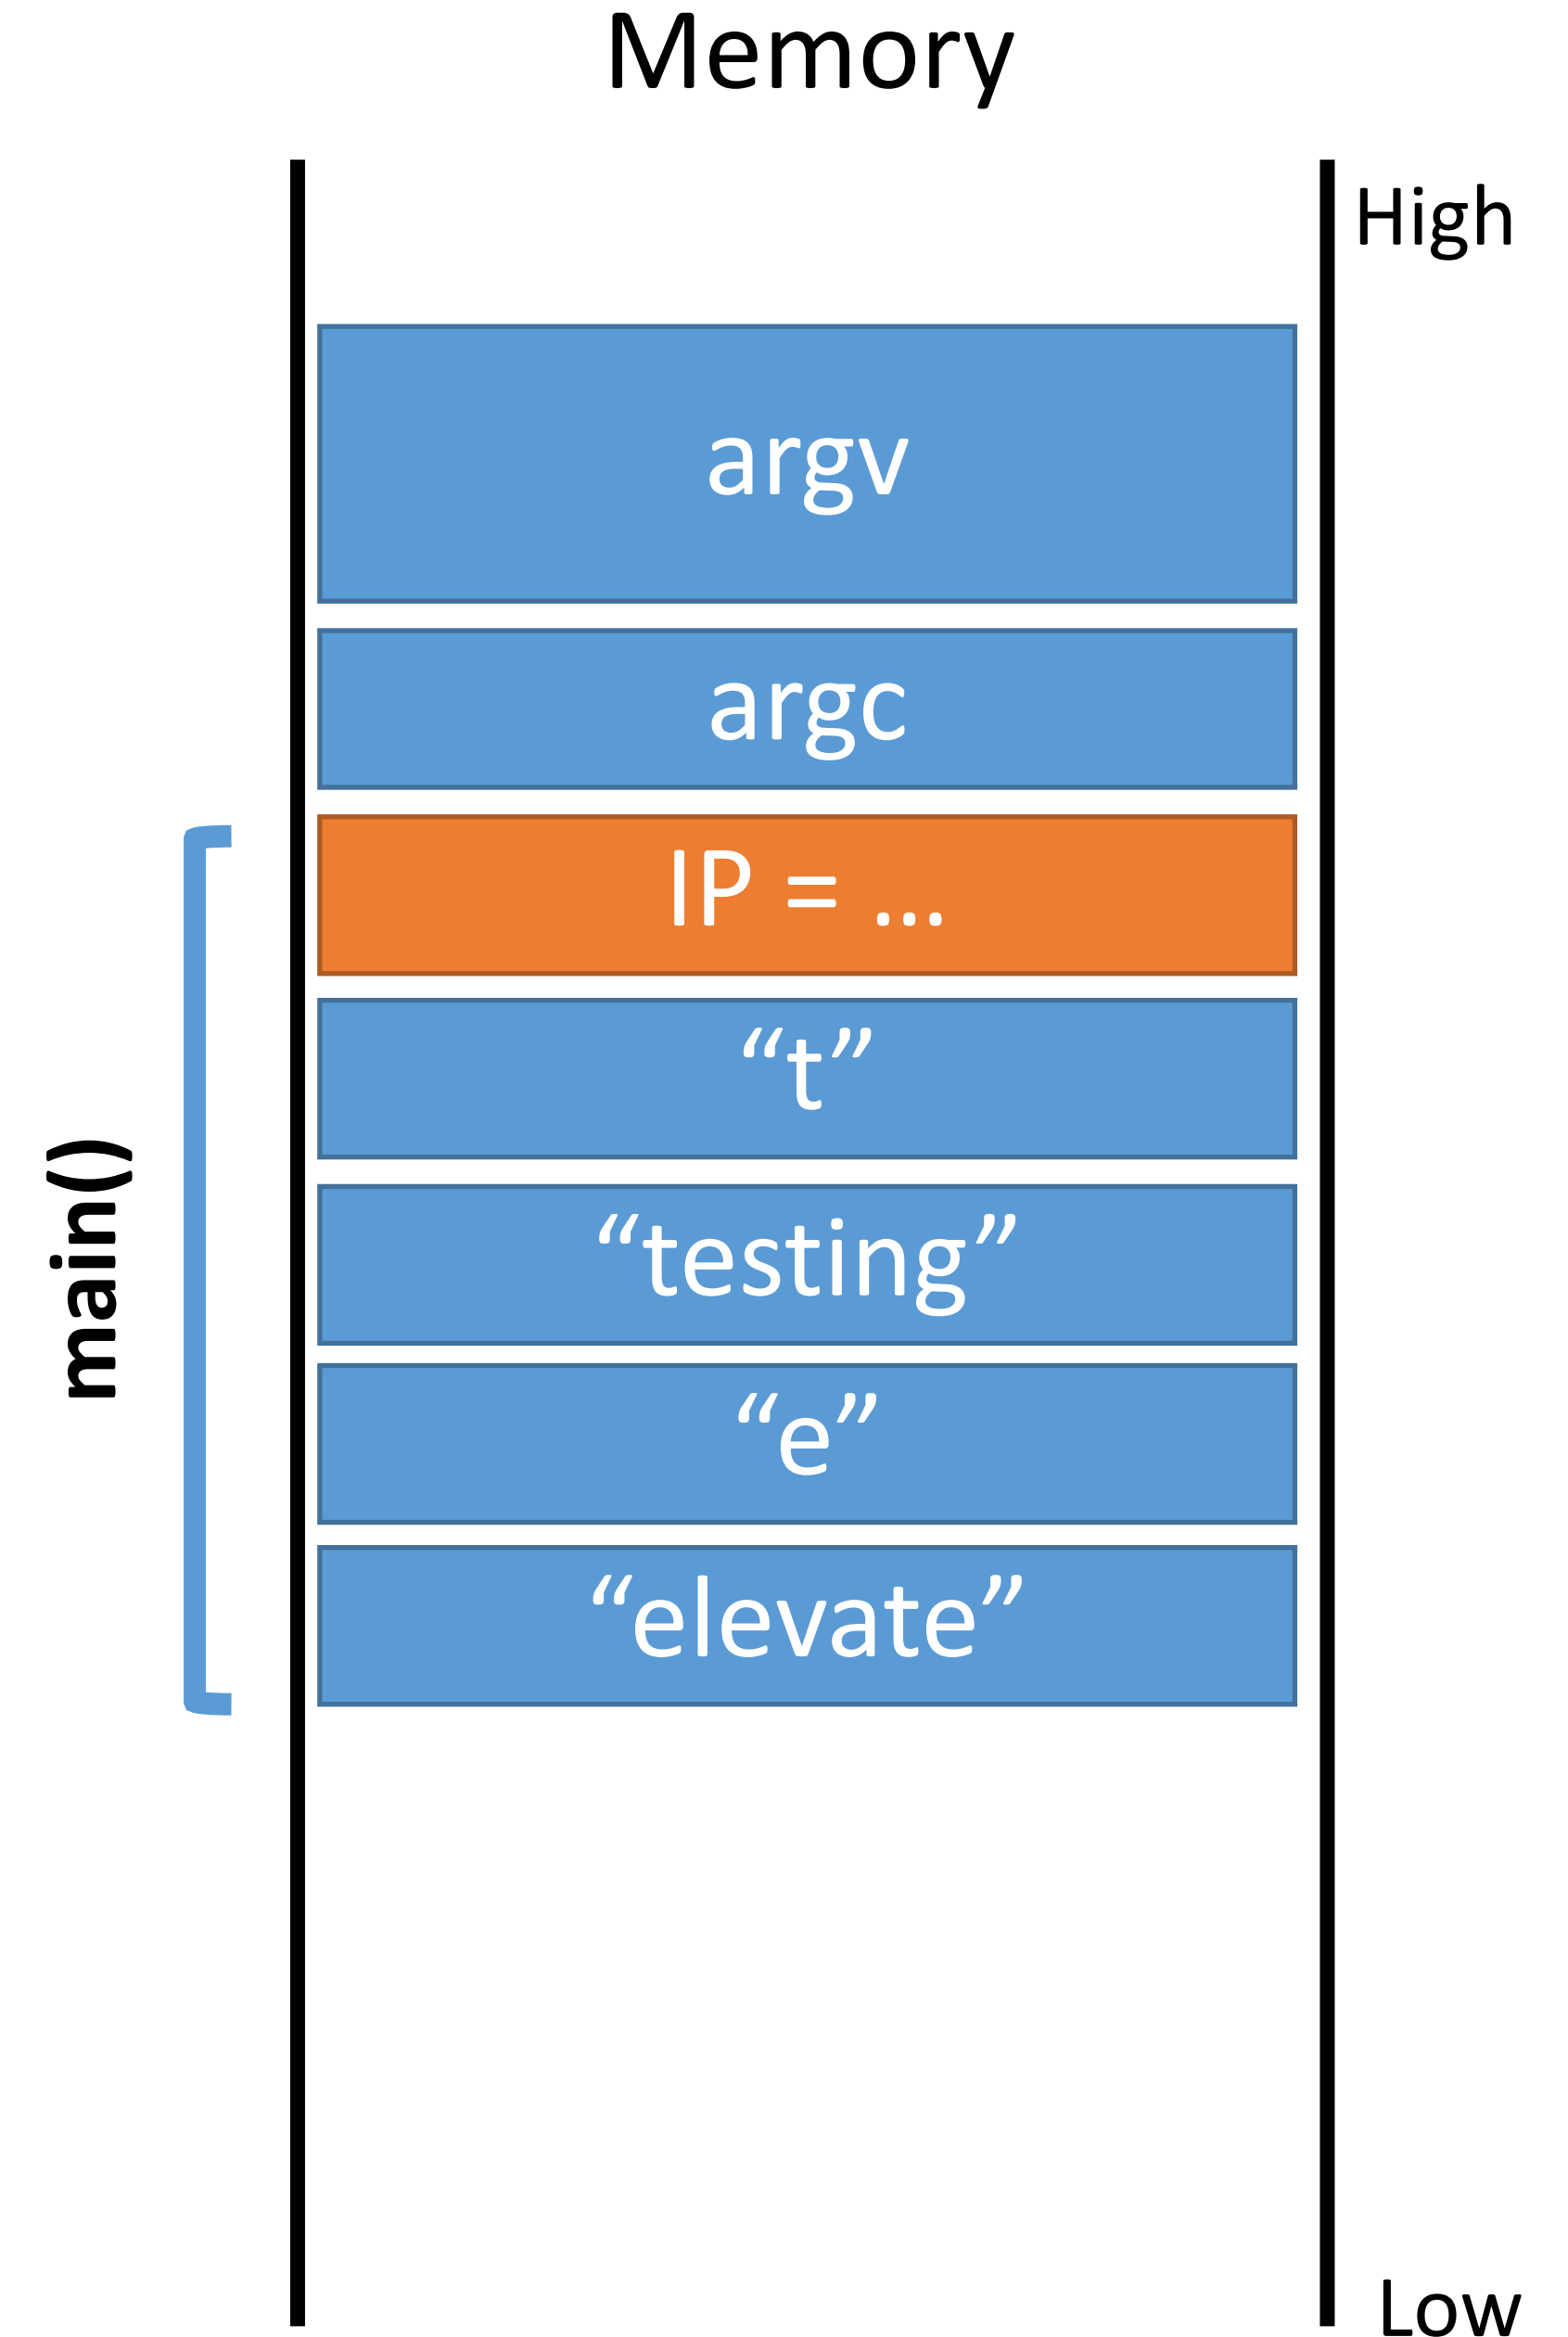 Memory
High
argv
argc
IP = …
“t”
“testing”
main()
“e”
“elevate”
Low